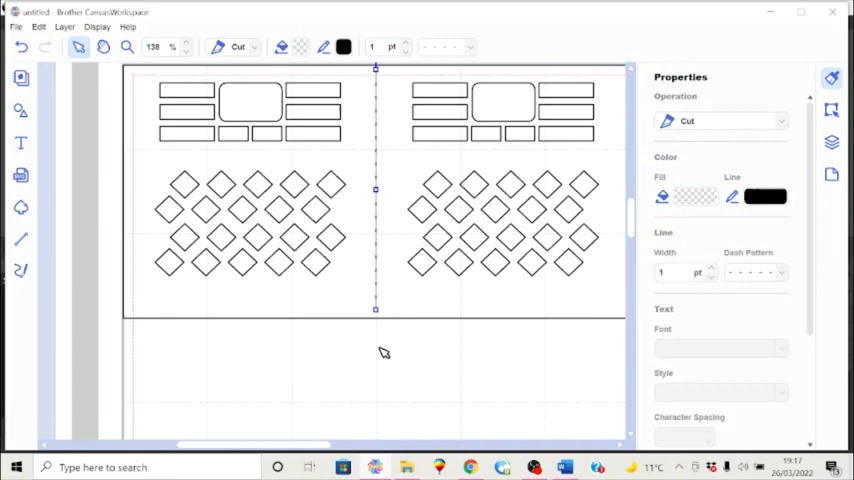 untitled - Brother CanvasWorkspace
File Edit Layer Display Help
138 % Cut 1 pt
Properties
Operation
Cut
Color
Fill Line
Line
Width Dash Pattern
1 pt
Text
Font
Style
Character Spacing
Type here to search
11°C
19:17
26/03/2022